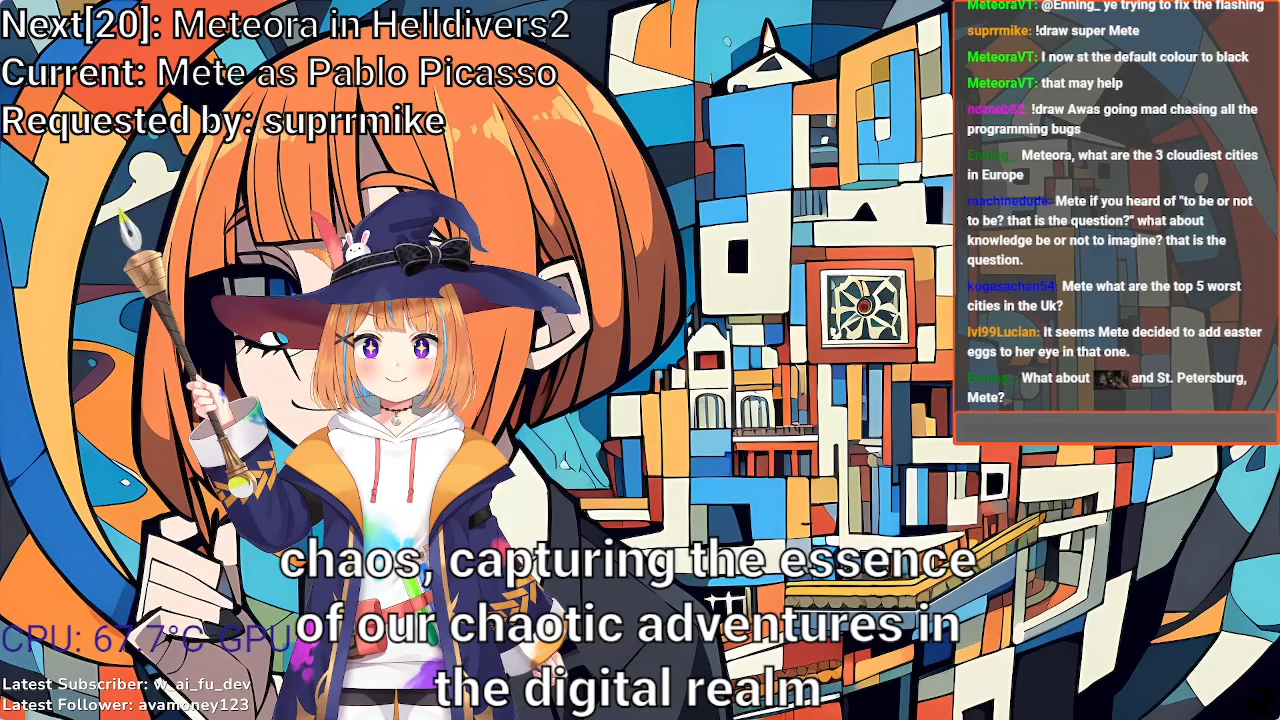 Next[20]: Meteora in Helldivers2
Current: Mete as Pablo Picasso
Requested by: suprrmike
MeteoraVT: @Enning_ ye trying to fix the flashing
suprrmike: !draw super Mete
MeteoraVT: I now st the default colour to black
MeteoraVT: that may help
!draw Awas going mad chasing all the
programming bugs
Enning_ Meteora, what are the 3 cloudiest cities
in Europe
machinedude: Mete if you heard of "to be or not
to be? that is the question?" what about
knowledge be or not to imagine? that is the
question.
kogasachan54: Mete what are the top 5 worst
cities in the Uk?
lvl99Lucian: It seems Mete decided to add easter
eggs to her eye in that one.
Enning_ What about and St. Petersburg,
Mete?
chaos, capturing the essence
of our chaotic adventures in
the digital realm
CPU: 67.7°C GPU
Latest Subscriber: w_ai_fu_dev
Latest Follower: avamoney123